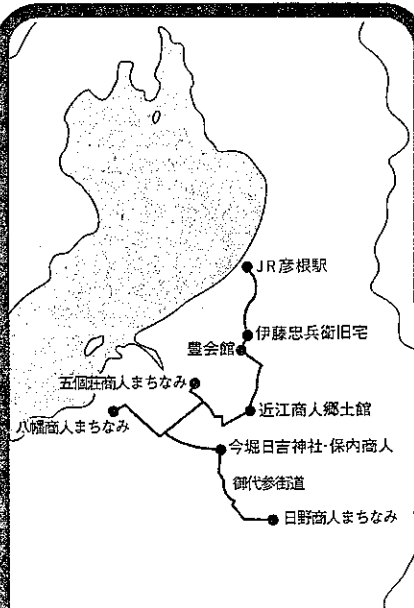 JR彦根駅
伊藤忠兵衛旧宅
豊会館
五個荘商人まちなみ
近江商人郷土館
八幡商人まちなみ
今堀日吉神社・保内商人
御代参街道
日野商人まちなみ